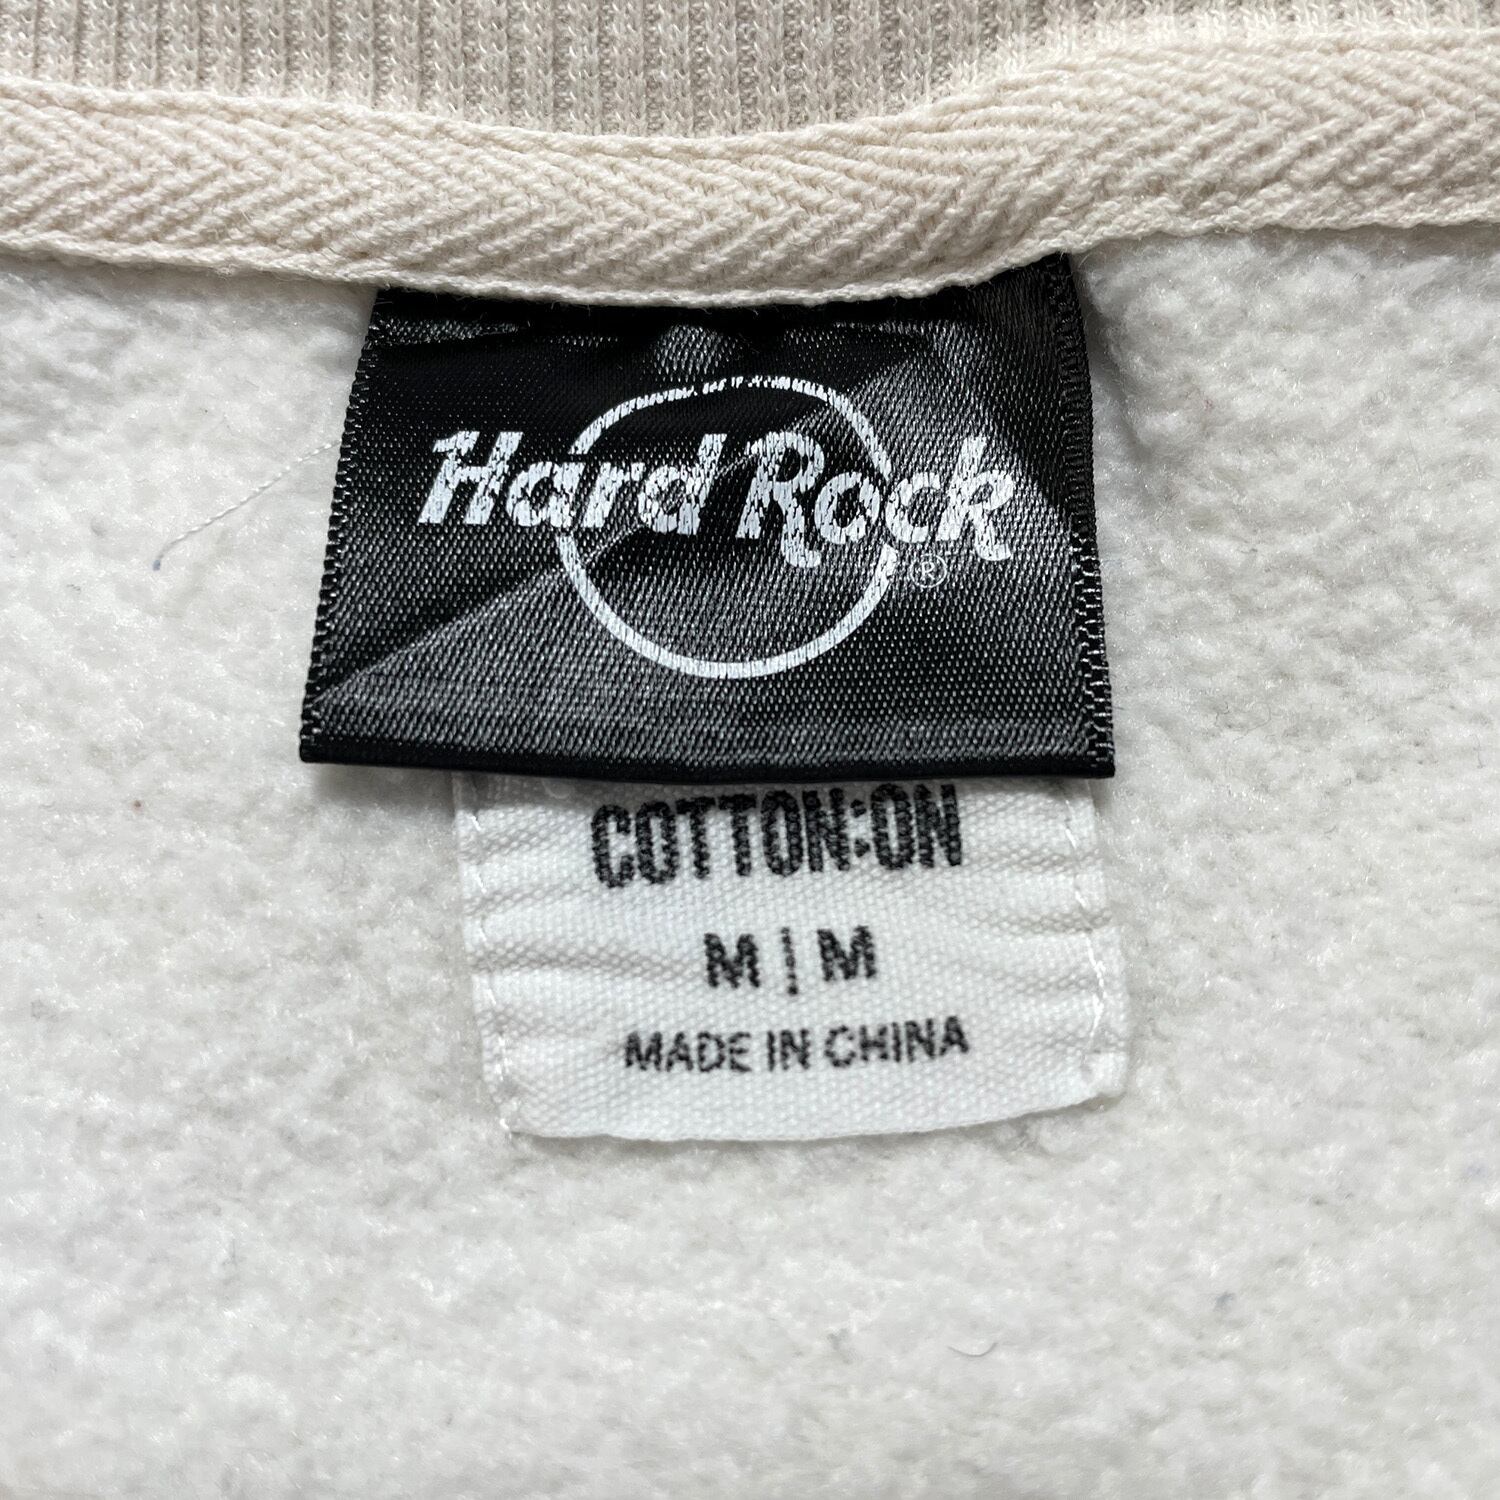 Hard Rock
®
COTTON:ON
M | M
MADE IN CHINA